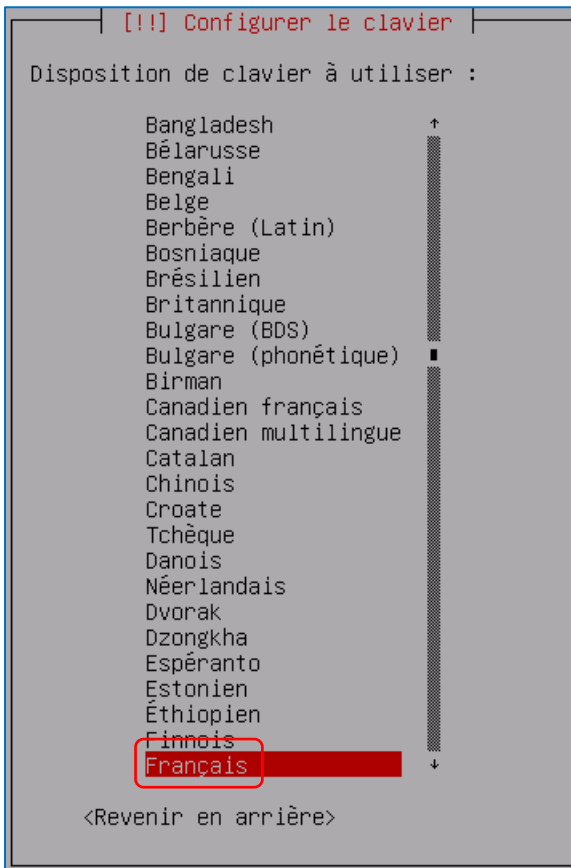 [!!] Configurer le clavier
Disposition de clavier à utiliser :
Bangladesh
Bélarusse
Bengali
Belge
Berbère (Latin)
Bosniaque
Brésilien
Britannique
Bulgare (BDS)
Bulgare (phonétique)
Birman
Canadien français
Canadien multilingue
Catalan
Chinois
Croate
Tchèque
Danois
Néerlandais
Dvorak
Dzongkha
Espéranto
Estonien
Éthiopien
Finnois
Français
<Revenir en arrière>